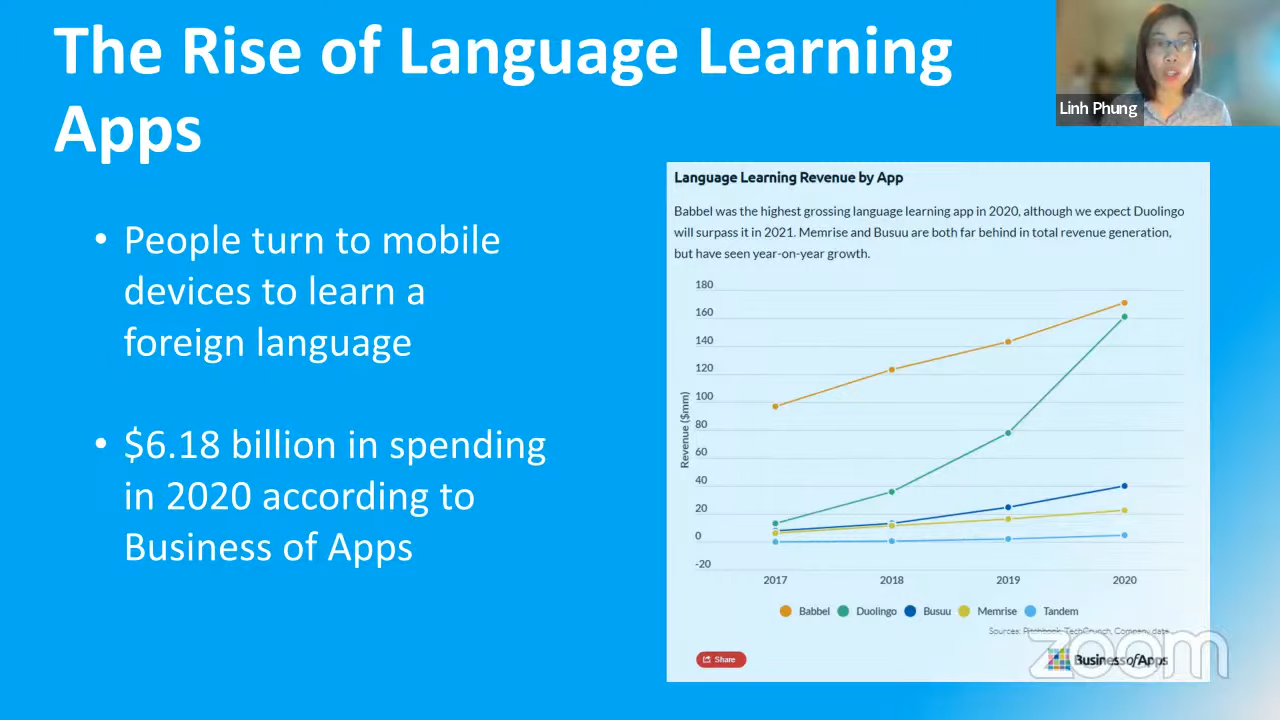 The Rise of Language Learning
Apps
Linh Phung
• People turn to mobile
devices to learn a
foreign language
• $6.18 billion in spending
in 2020 according to
Business of Apps
Language Learning Revenue by App
Babbel was the highest grossing language learning app in 2020, although we expect Duolingo
will surpass it in 2021. Memrise and Busuu are both far behind in total revenue generation,
but have seen year-on-year growth.
Revenue ($mm)
180
160
140
120
100
80
60
40
20
0
-20
2017 2018 2019 2020
Babbel Duolingo Busuu Memrise Tandem
Sources: Pitchbook, TechCrunch, Company data
Share
BusinessofApps
zoom